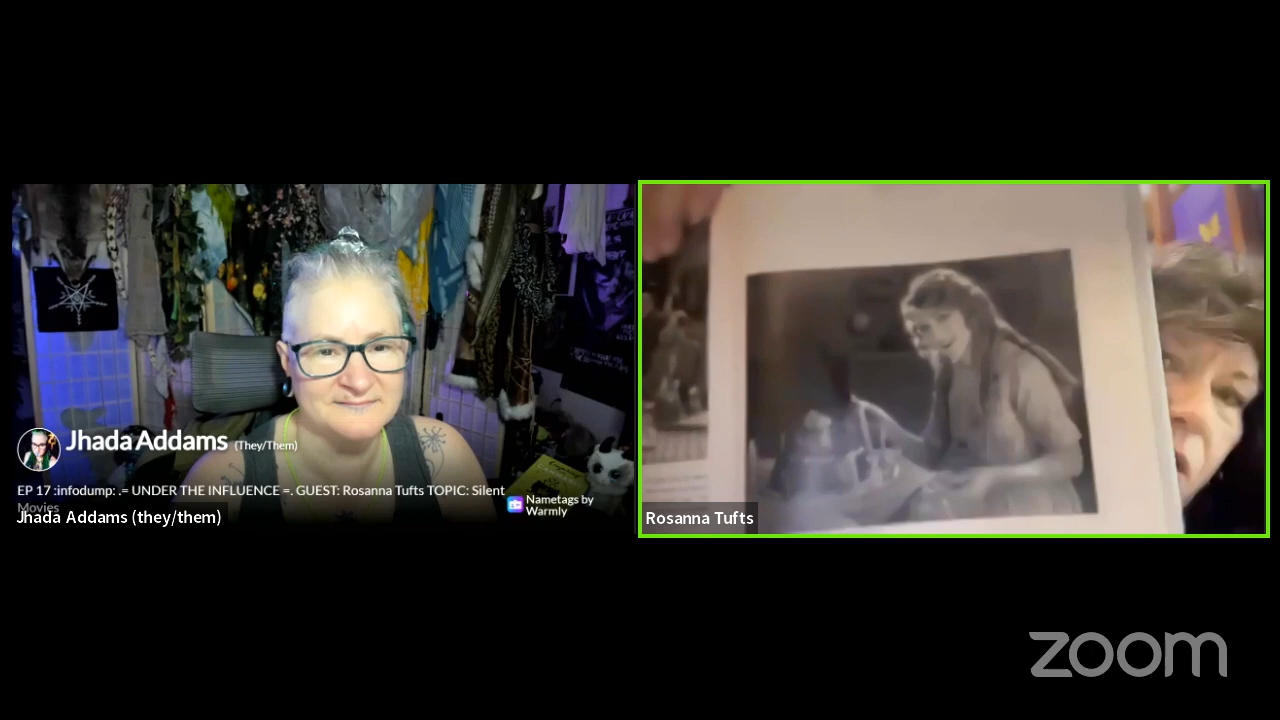 Jhada Addams (They/Them)
EP 17 :infodump: .= UNDER THE INFLUENCE =. GUEST: Rosanna Tufts TOPIC: Silent
Movies
Nametags by
Warmly
Jhada Addams (they/them)
Rosanna Tufts
zoom